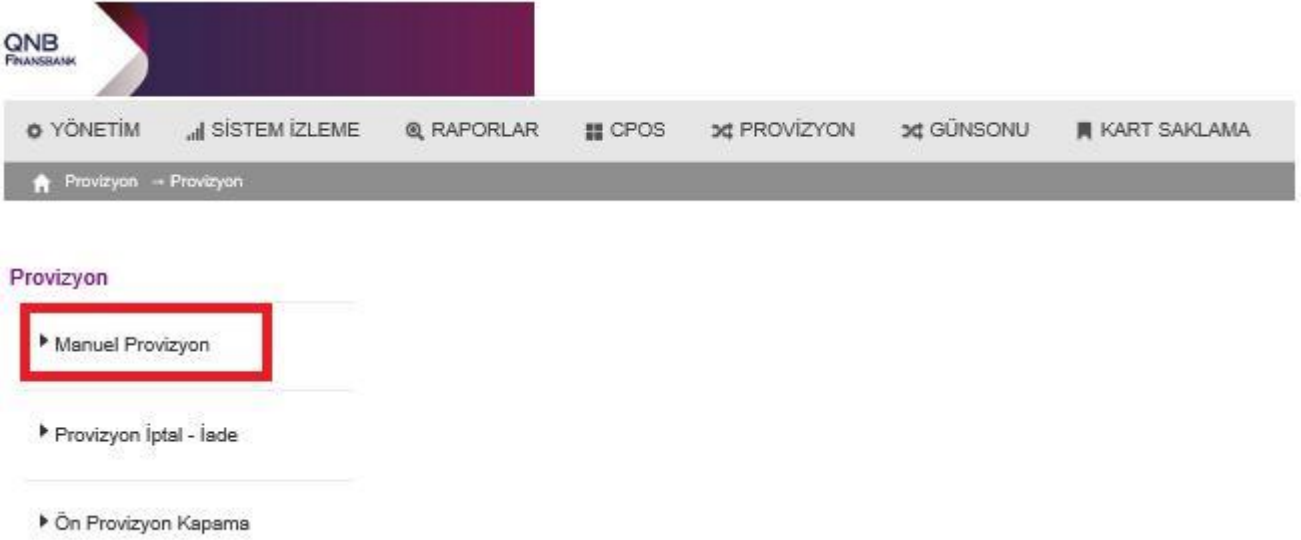 QNB
FINANSBANK
YÖNETİM SİSTEM İZLEME RAPORLAR CPOS PROVİZYON GÜNSONU KART SAKLAMA
Provizyon → Provizyon
Provizyon
Manuel Provizyon
Provizyon İptal - İade
Ön Provizyon Kapama